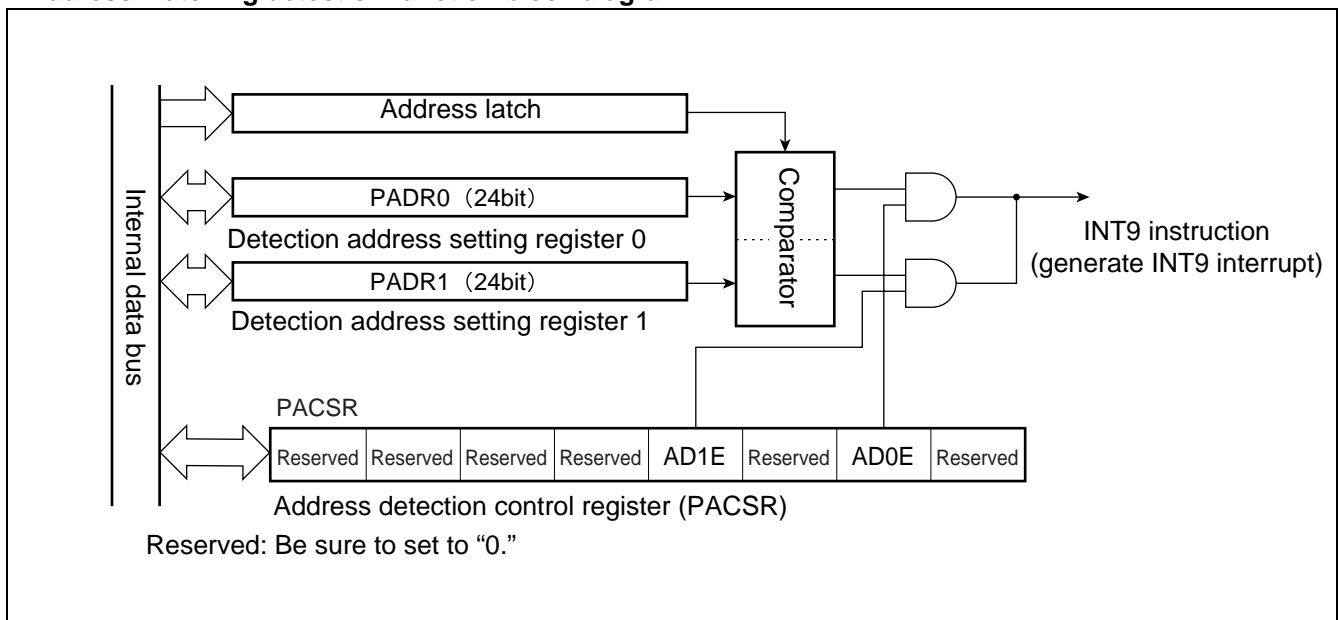 Address latch
Internal data bus
PADR0（24bit）
Detection address setting register 0
PADR1（24bit）
Detection address setting register 1
Comparator
INT9 instruction
(generate INT9 interrupt)
PACSR
Reserved Reserved Reserved Reserved AD1E Reserved AD0E Reserved
Address detection control register (PACSR)
Reserved: Be sure to set to “0.”